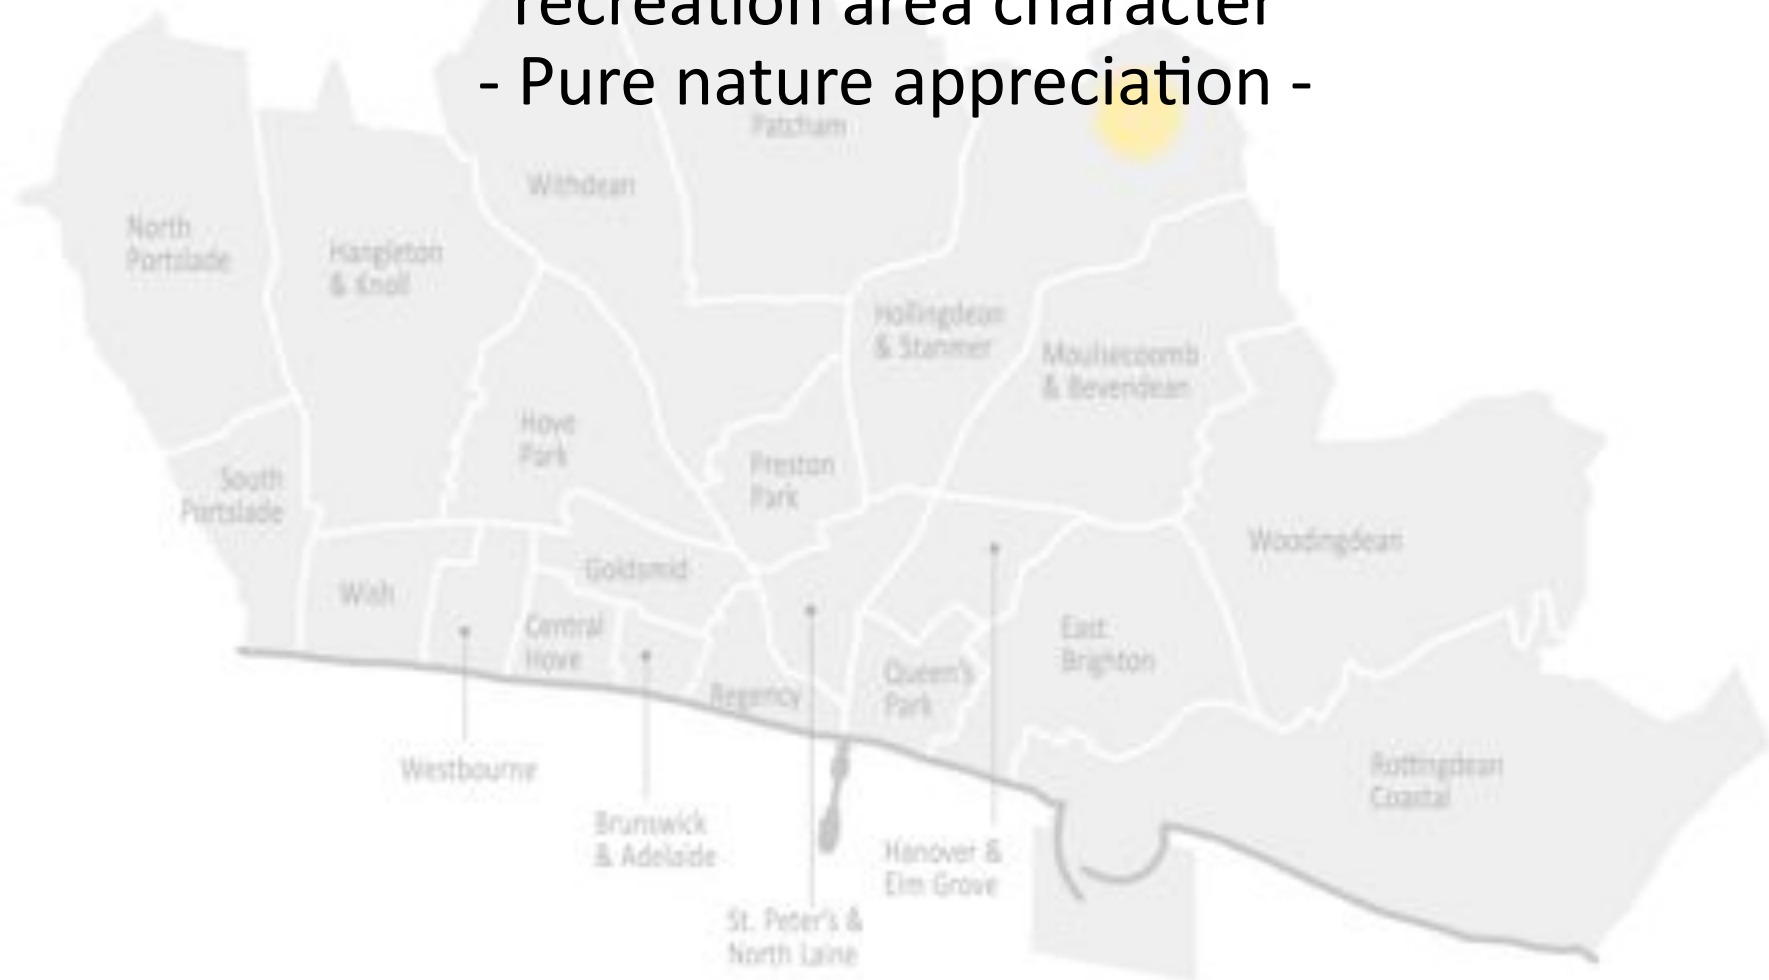 recreation area character
- Pure nature appreciation -
Patcham
Withdean
North
Portslade
Hangleton
& Knoll
Hollingdean
& Stanmer
Moulsecoomb
& Bevendean
Hove
Park
Preston
Park
South
Portslade
Woodingdean
Goldsmid
Wish
Central
Hove
East
Brighton
Queen's
Park
Regency
Westbourne
Rottingdean
Coastal
Brunswick
& Adelaide
Hanover &
Elm Grove
St. Peter's &
North Laine